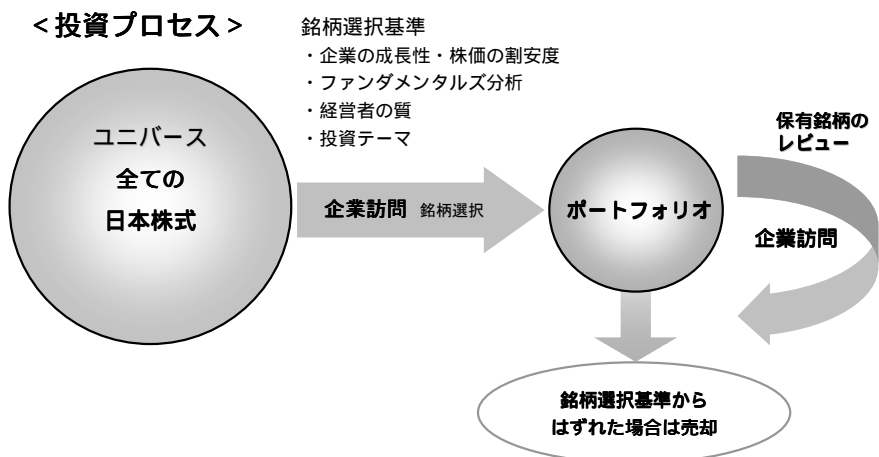 ＜投資プロセス＞
銘柄選択基準
・企業の成長性・株価の割安度
・ファンダメンタルズ分析
・経営者の質
・投資テーマ
ユニバース
全ての
日本株式
企業訪問 銘柄選択
ポートフォリオ
保有銘柄の
レビュー
企業訪問
銘柄選択基準から
はずれた場合は売却